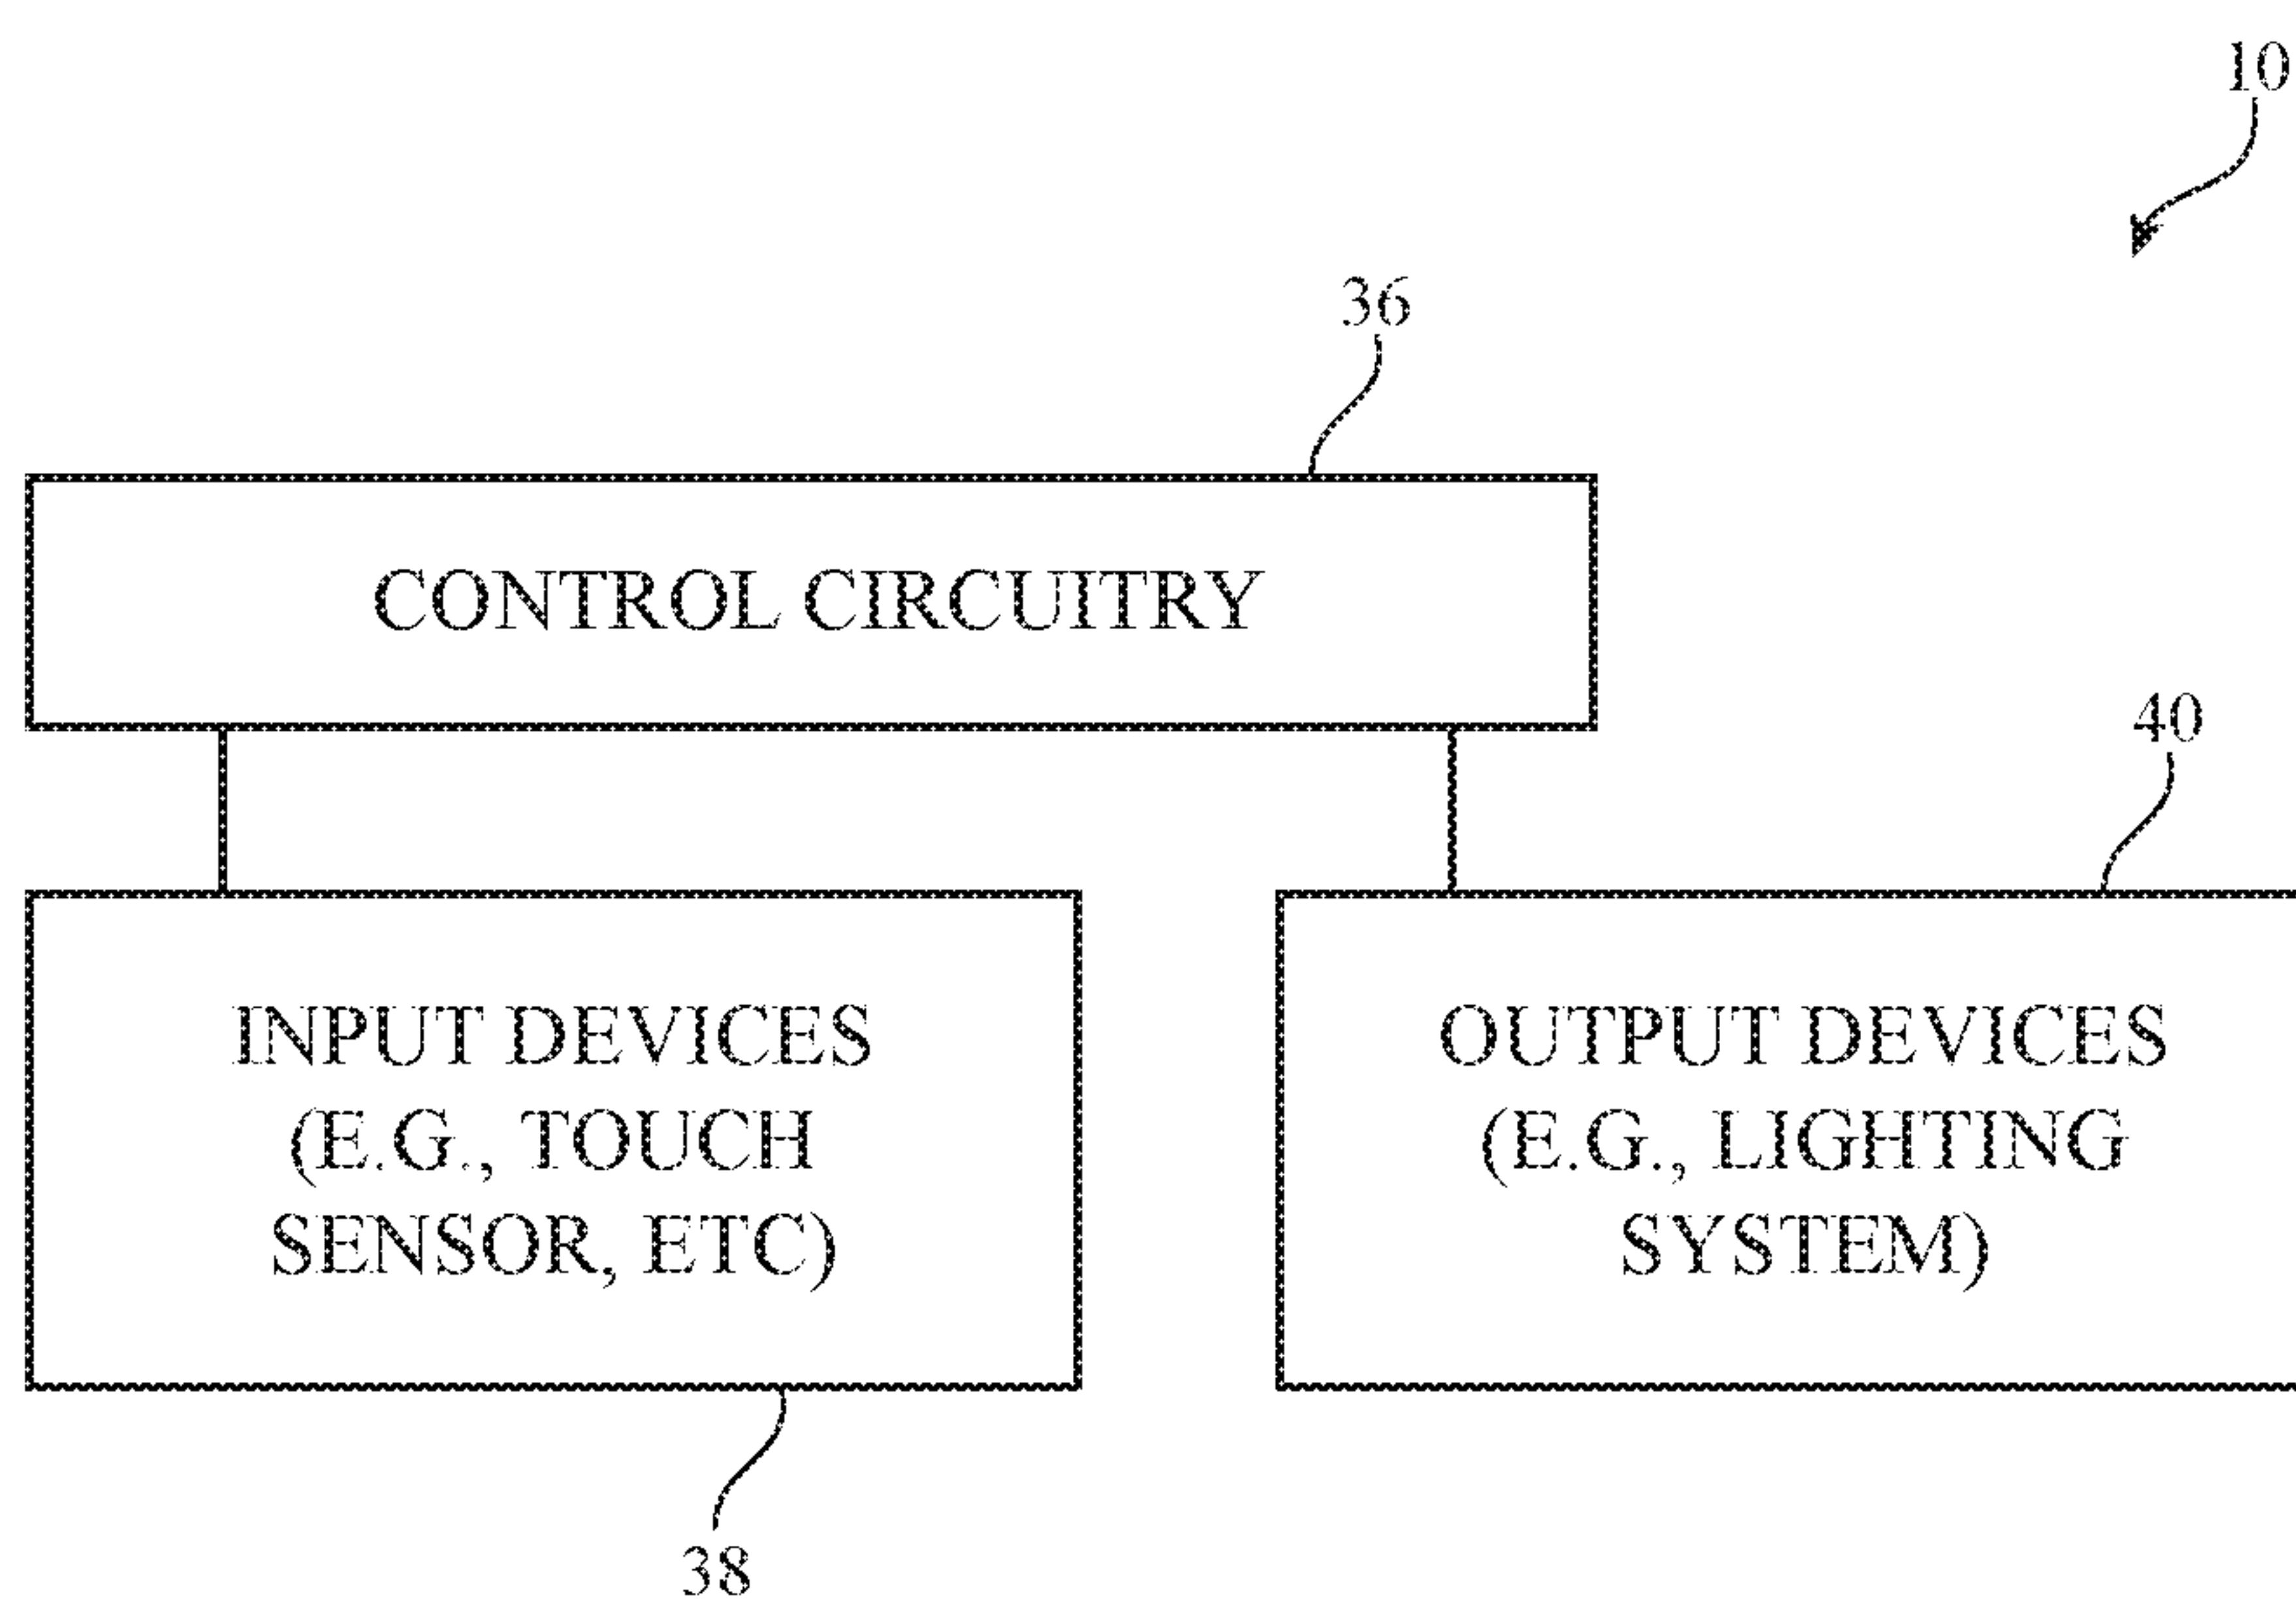 10
36
CONTROL CIRCUITRY
40
INPUT DEVICES
(E.G., TOUCH
SENSOR, ETC)
OUTPUT DEVICES
(E.G., LIGHTING
SYSTEM)
38